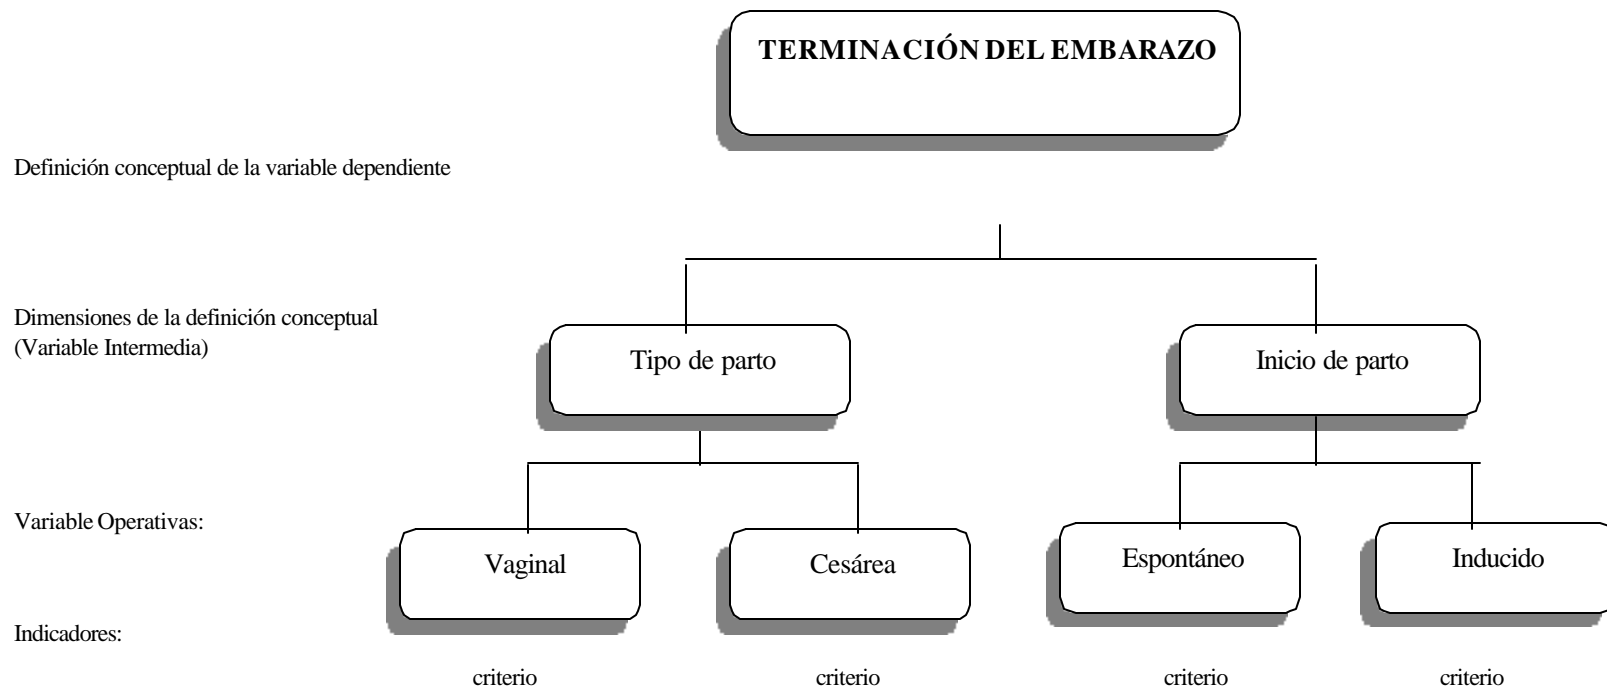 TERMINACIÓN DEL EMBARAZO
Definición conceptual de la variable dependiente
Dimensiones de la definición conceptual
(Variable Intermedia)
Tipo de parto
Inicio de parto
Variable Operativas:
Vaginal
Cesárea
Espontáneo
Inducido
Indicadores:
criterio
criterio
criterio
criterio